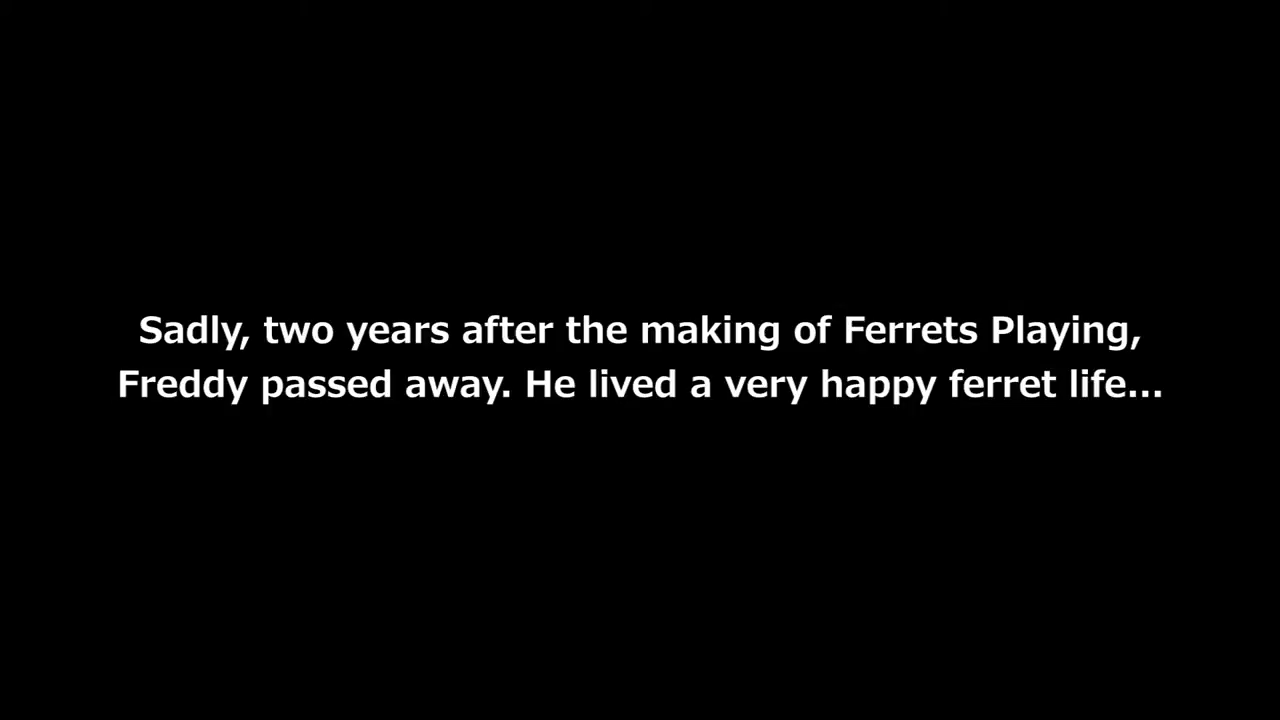 Sadly, two years after the making of Ferrets Playing,
Freddy passed away. He lived a very happy ferret life...